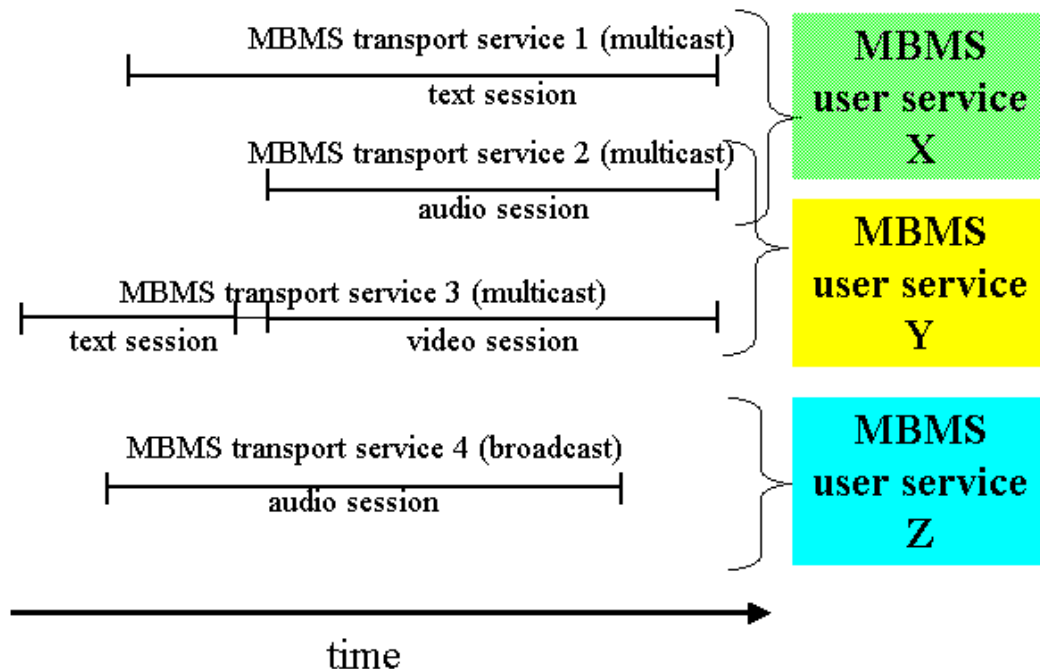 MBMS transport service 1 (multicast)
text session
MBMS transport service 2 (multicast)
audio session
MBMS transport service 3 (multicast)
text session
video session
MBMS transport service 4 (broadcast)
audio session
time
MBMS
user service
X
MBMS
user service
Y
MBMS
user service
Z